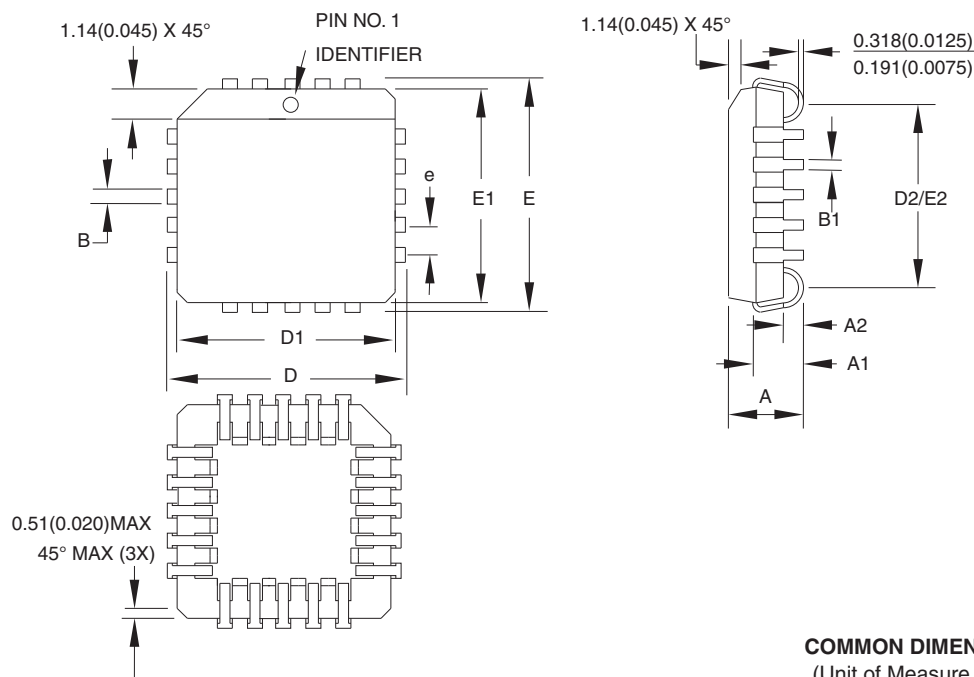 1.14(0.045) X 45°
PIN NO. 1
IDENTIFIER
1.14(0.045) X 45°
0.318(0.0125)
0.191(0.0075)
e
E1
E
B
B1
D2/E2
D1
D
A2
A1
A
0.51(0.020)MAX
45° MAX (3X)
COMMON DIMEN
(Unit of Measure